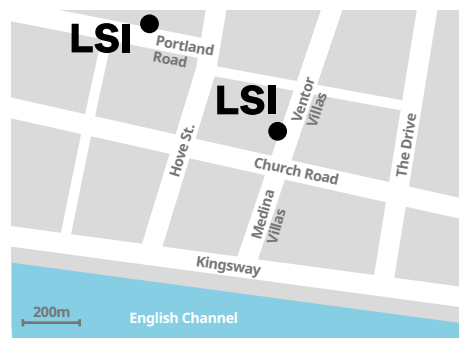 LSI
Portland
Road
LSI
Ventor
Villas
Hove St.
The Drive
Church Road
Medina
Villas
Kingsway
200m
English Channel